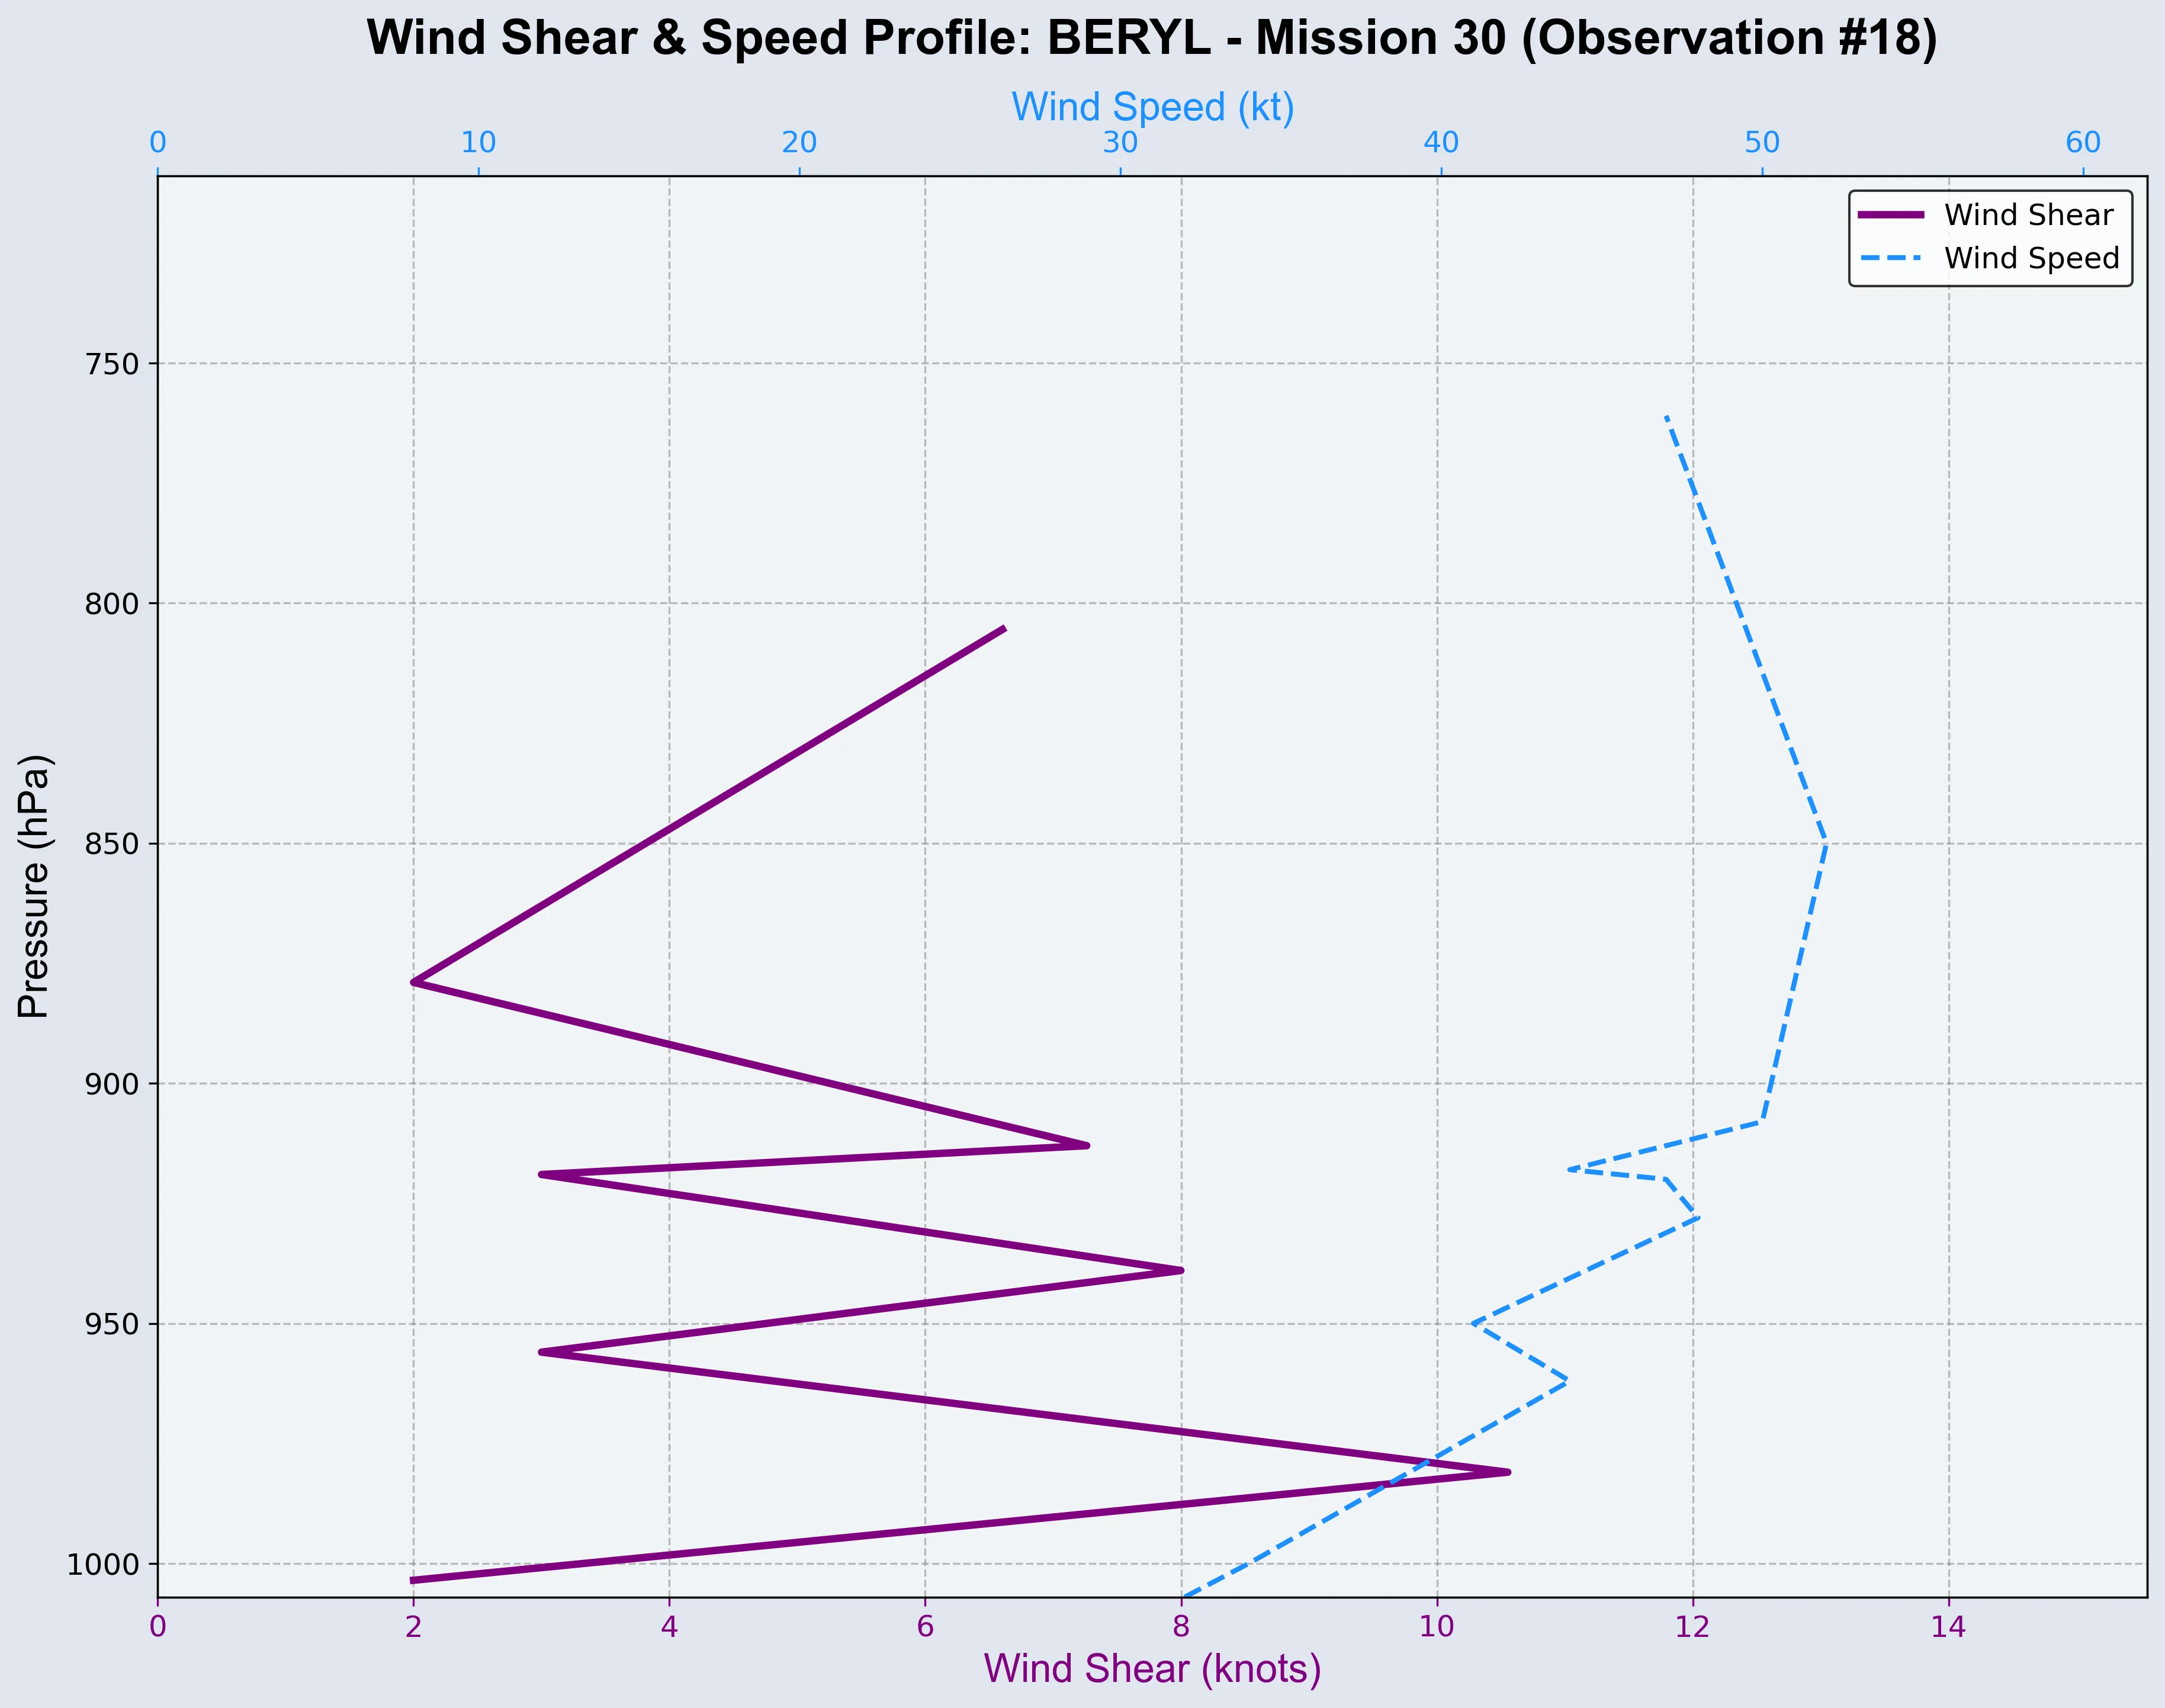 Wind Shear & Speed Profile: BERYL - Mission 30 (Observation #18)
Wind Speed (kt)
0 10 20 30 40 50 60
Wind Shear
Wind Speed
750
800
850
900
950
1000
Pressure (hPa)
0 2 4 6 8 10 12 14
Wind Shear (knots)